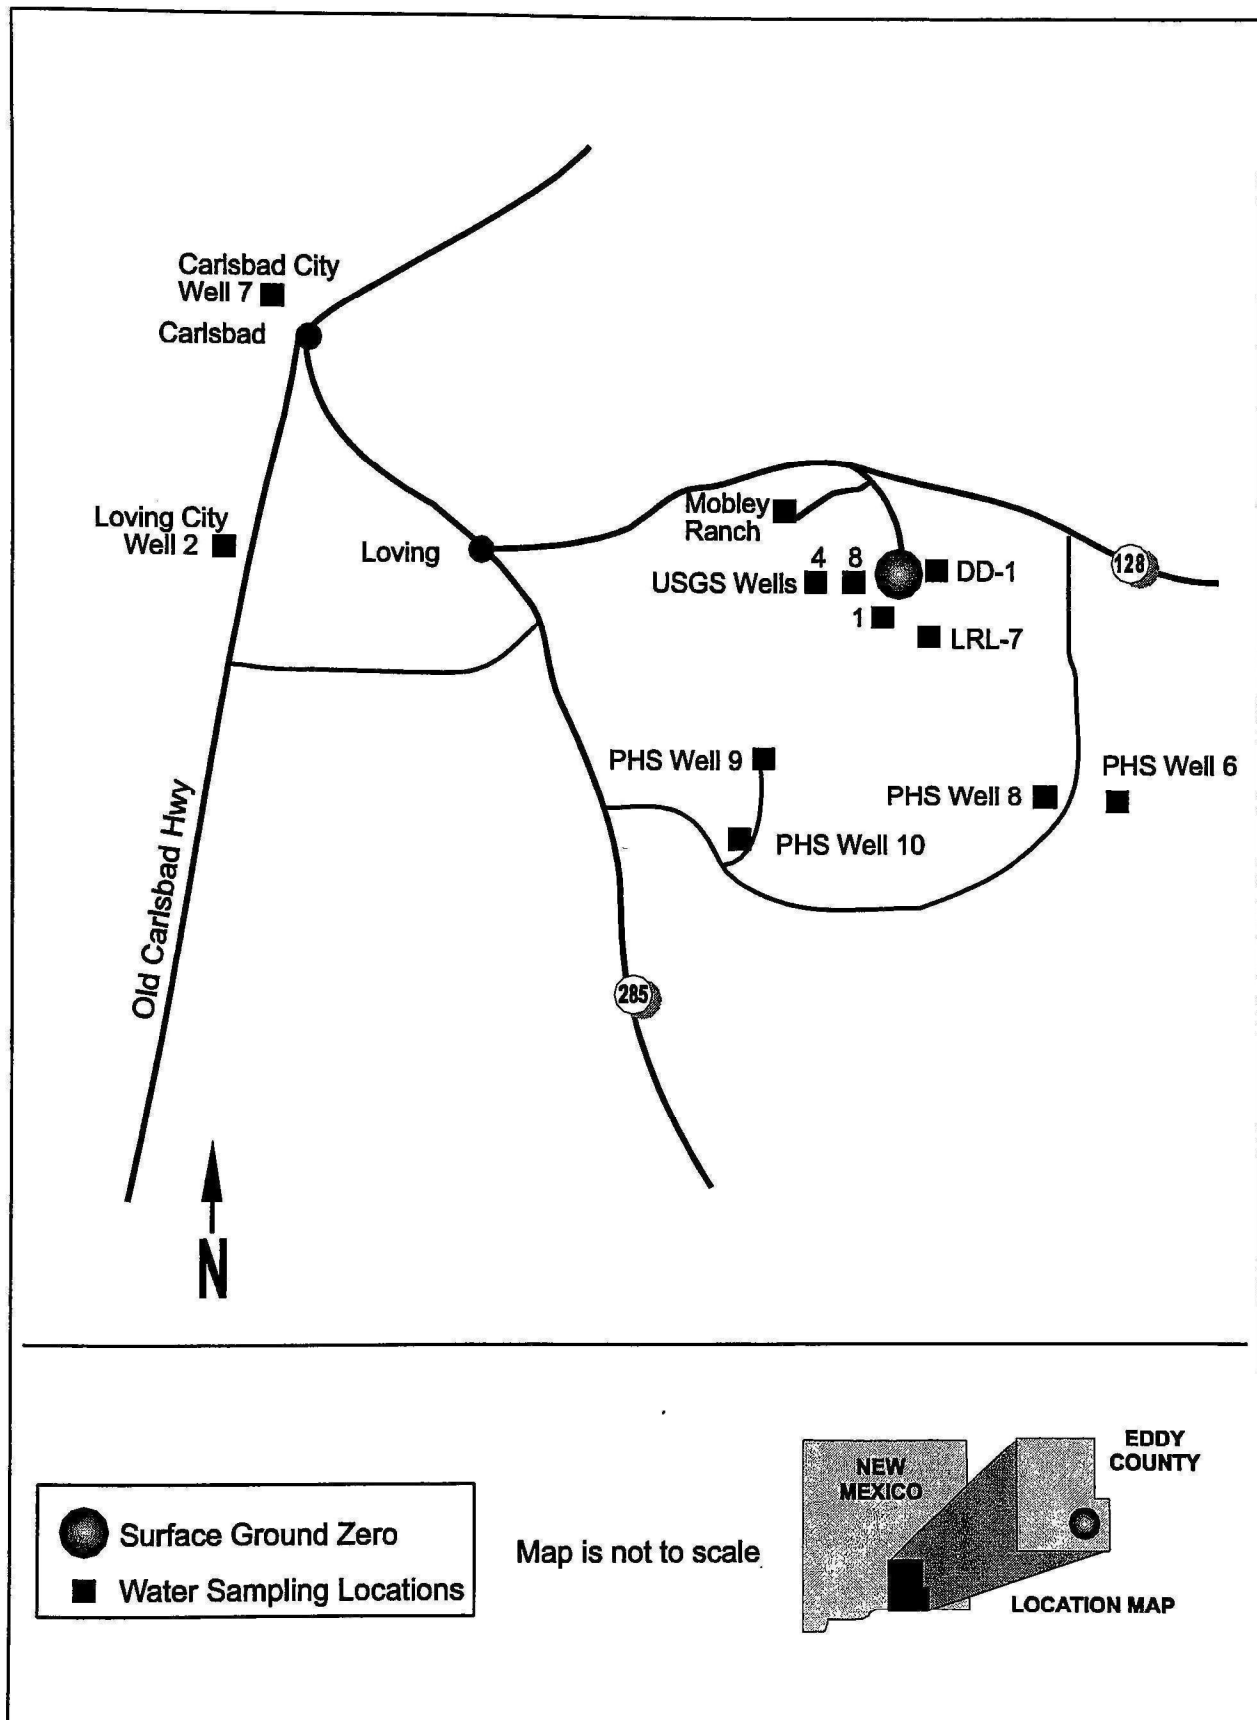 Carlsbad City
Well 7
Carlsbad
Loving City
Well 2
Loving
Mobley
Ranch
4 8
USGS Wells
DD-1
128
1
LRL-7
PHS Well 9
PHS Well 6
PHS Well 8
PHS Well 10
Old Carlsbad Hwy
285
N
Surface Ground Zero
Water Sampling Locations
Map is not to scale
NEW
MEXICO
EDDY
COUNTY
LOCATION MAP